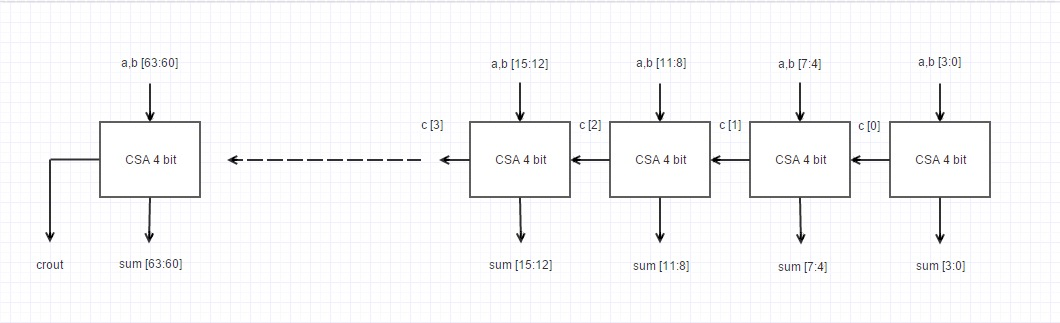 a,b [63:60]
a,b [15:12]
a,b [11:8]
a,b [7:4]
a,b [3:0]
c [3]
c [2]
c [1]
c [0]
CSA 4 bit
CSA 4 bit
CSA 4 bit
CSA 4 bit
CSA 4 bit
crout
sum [63:60]
sum [15:12]
sum [11:8]
sum [7:4]
sum [3:0]